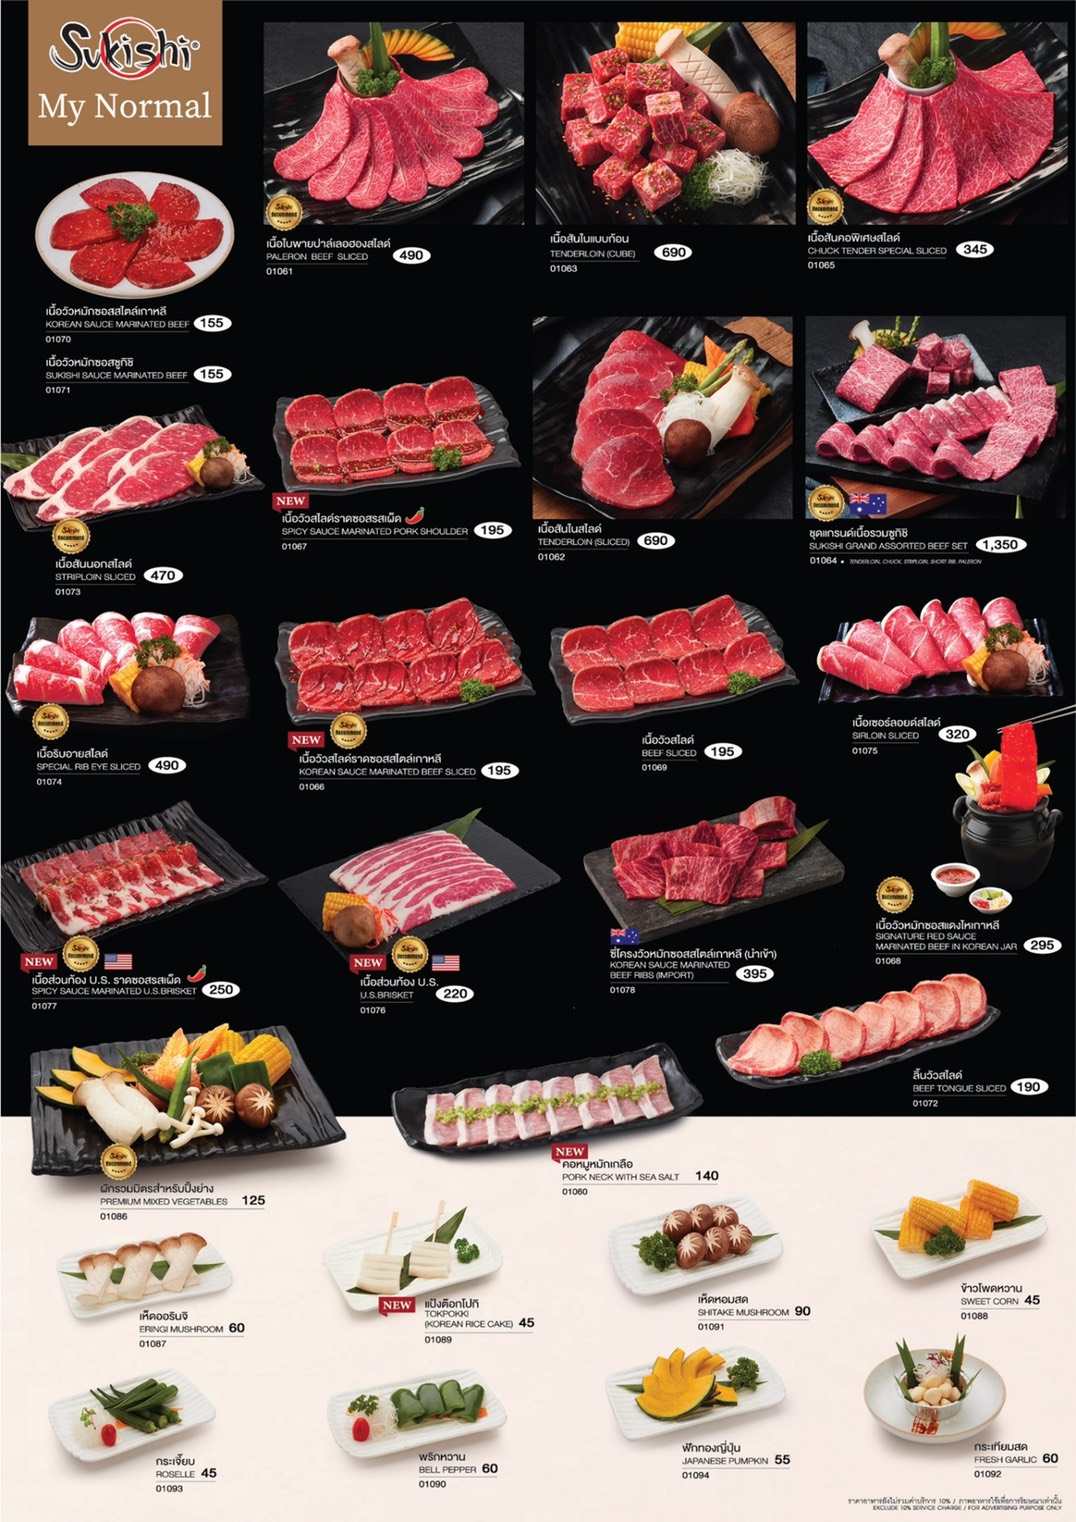 Sukishi
My Normal
เนื้อใบพายปาล์เลอฮองสไลด์
PALERON BEEF SLICED 490
01061
เนื้อสันในแบบก้อน
TENDERLOIN (CUBE) 690
01063
เนื้อสันคอพิเศษสไลด์
CHUCK TENDER SPECIAL SLICED 345
01065
เนื้อวัวหมักซอสสไตล์เกาหลี
KOREAN SAUCE MARINATED BEEF 155
01070
เนื้อวัวหมักซอสซูกิชิ
SUKISHI SAUCE MARINATED BEEF 155
01071
Sukishi Recommend
เนื้อสันนอกสไลด์
STRIPLOIN SLICED 470
01073
NEW
เนื้อวัวสไลด์ราดซอสรสเผ็ด
SPICY SAUCE MARINATED PORK SHOULDER 195
01067
เนื้อสันในสไลด์
TENDERLOIN (SLICED) 690
01062
ชุดแกรนด์เนื้อรวมซูกิชิ
SUKISHI GRAND ASSORTED BEEF SET 1,350
01064 • TENDERLOIN, CHUCK, STRIPLOIN, SHORT RIB, PALERON
เนื้อริบอายสไลด์
SPECIAL RIB EYE SLICED 490
01074
NEW
เนื้อวัวสไลด์ราดซอสสไตล์เกาหลี
KOREAN SAUCE MARINATED BEEF SLICED 195
01066
เนื้อวัวสไลด์
BEEF SLICED 195
01069
เนื้อเซอร์ลอยด์สไลด์
SIRLOIN SLICED 320
01075
NEW
เนื้อส่วนท้อง U.S. ราดซอสรสเผ็ด
SPICY SAUCE MARINATED U.S.BRISKET 250
01077
NEW
เนื้อส่วนท้อง U.S.
U.S.BRISKET 220
01076
ซี่โครงวัวหมักซอสสไตล์เกาหลี (นำเข้า)
KOREAN SAUCE MARINATED
BEEF RIBS (IMPORT) 395
01078
เนื้อวัวหมักซอสแดงไหเกาหลี
SIGNATURE RED SAUCE
MARINATED BEEF IN KOREAN JAR 295
01068
ลิ้นวัวสไลด์
BEEF TONGUE SLICED 190
01072
ผักรวมมิตรสำหรับปิ้งย่าง
PREMIUM MIXED VEGETABLES 125
01086
NEW
คอหมูหมักเกลือ
PORK NECK WITH SEA SALT 140
01060
เห็ดออรินจิ
ERINGI MUSHROOM 60
01087
NEW
แป้งต๊อกโปกิ
TOKPOKKI
(KOREAN RICE CAKE) 45
01089
เห็ดหอมสด
SHITAKE MUSHROOM 90
01091
ข้าวโพดหวาน
SWEET CORN 45
01088
กระเจี๊ยบ
ROSELLE 45
01093
พริกหวาน
BELL PEPPER 60
01090
ฟักทองญี่ปุ่น
JAPANESE PUMPKIN 55
01094
กระเทียมสด
FRESH GARLIC 60
01092
ราคาอาหารยังไม่รวมค่าบริการ 10% / ภาพอาหารใช้เพื่อการโฆษณาเท่านั้น
EXCLUDE 10% SERVICE CHARGE / FOR ADVERTISING PURPOSE ONLY